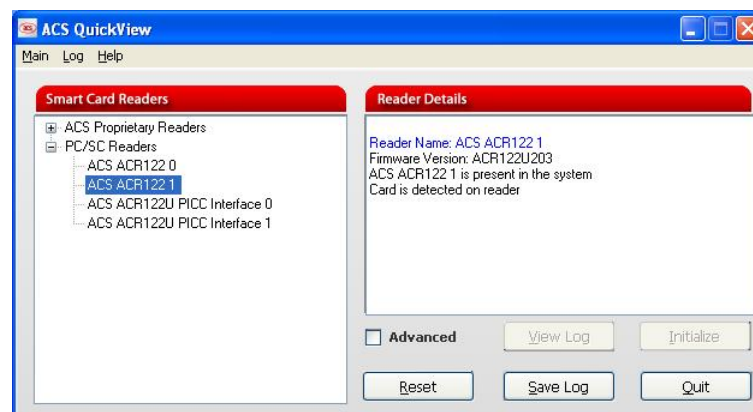 ACS QuickView
Main Log Help
Smart Card Readers
ACS Proprietary Readers
PC/SC Readers
ACS ACR122 0
ACS ACR122 1
ACS ACR122U PICC Interface 0
ACS ACR122U PICC Interface 1
Reader Details
Reader Name: ACS ACR122 1
Firmware Version: ACR122U203
ACS ACR122 1 is present in the system
Card is detected on reader
Advanced
View Log
Initialize
Reset
Save Log
Quit